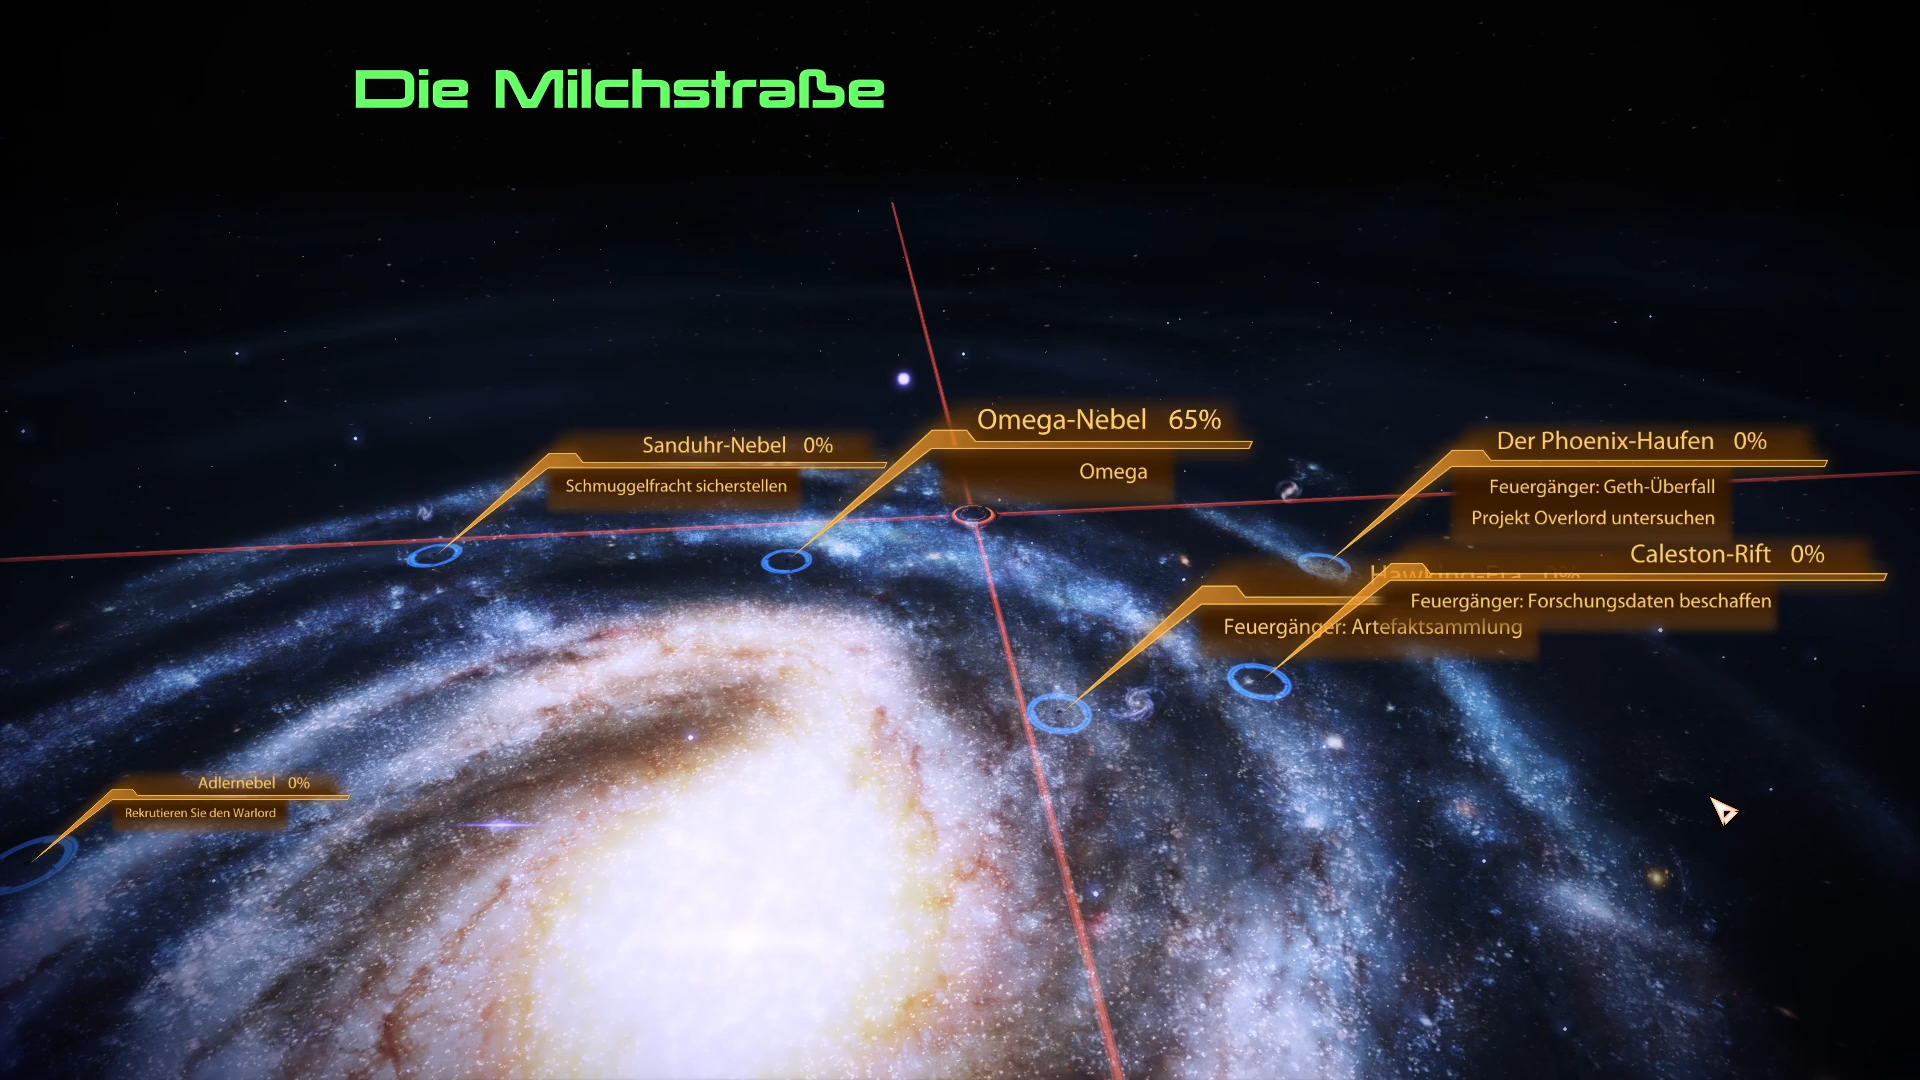 Die Milchstraße
Omega-Nebel 65%
Omega
Sanduhr-Nebel 0%
Schmuggelfracht sicherstellen
Der Phoenix-Haufen 0%
Feuergänger: Geth-Überfall
Projekt Overlord untersuchen
Caleston-Rift 0%
Feuergänger: Forschungsdaten beschaffen
0%
Feuergänger: Artefaktsammlung
Adlernebel 0%
Rekrutieren Sie den Warlord